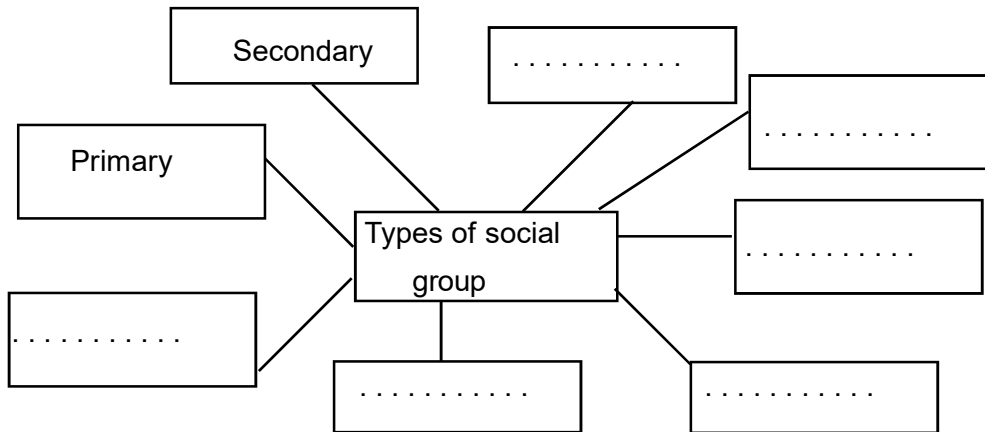 Secondary
. . . . . . . . . . .
. . . . . . . . . . .
Primary
Types of social
group
. . . . . . . . . . .
. . . . . . . . . . .
. . . . . . . . . . .
. . . . . . . . . . .